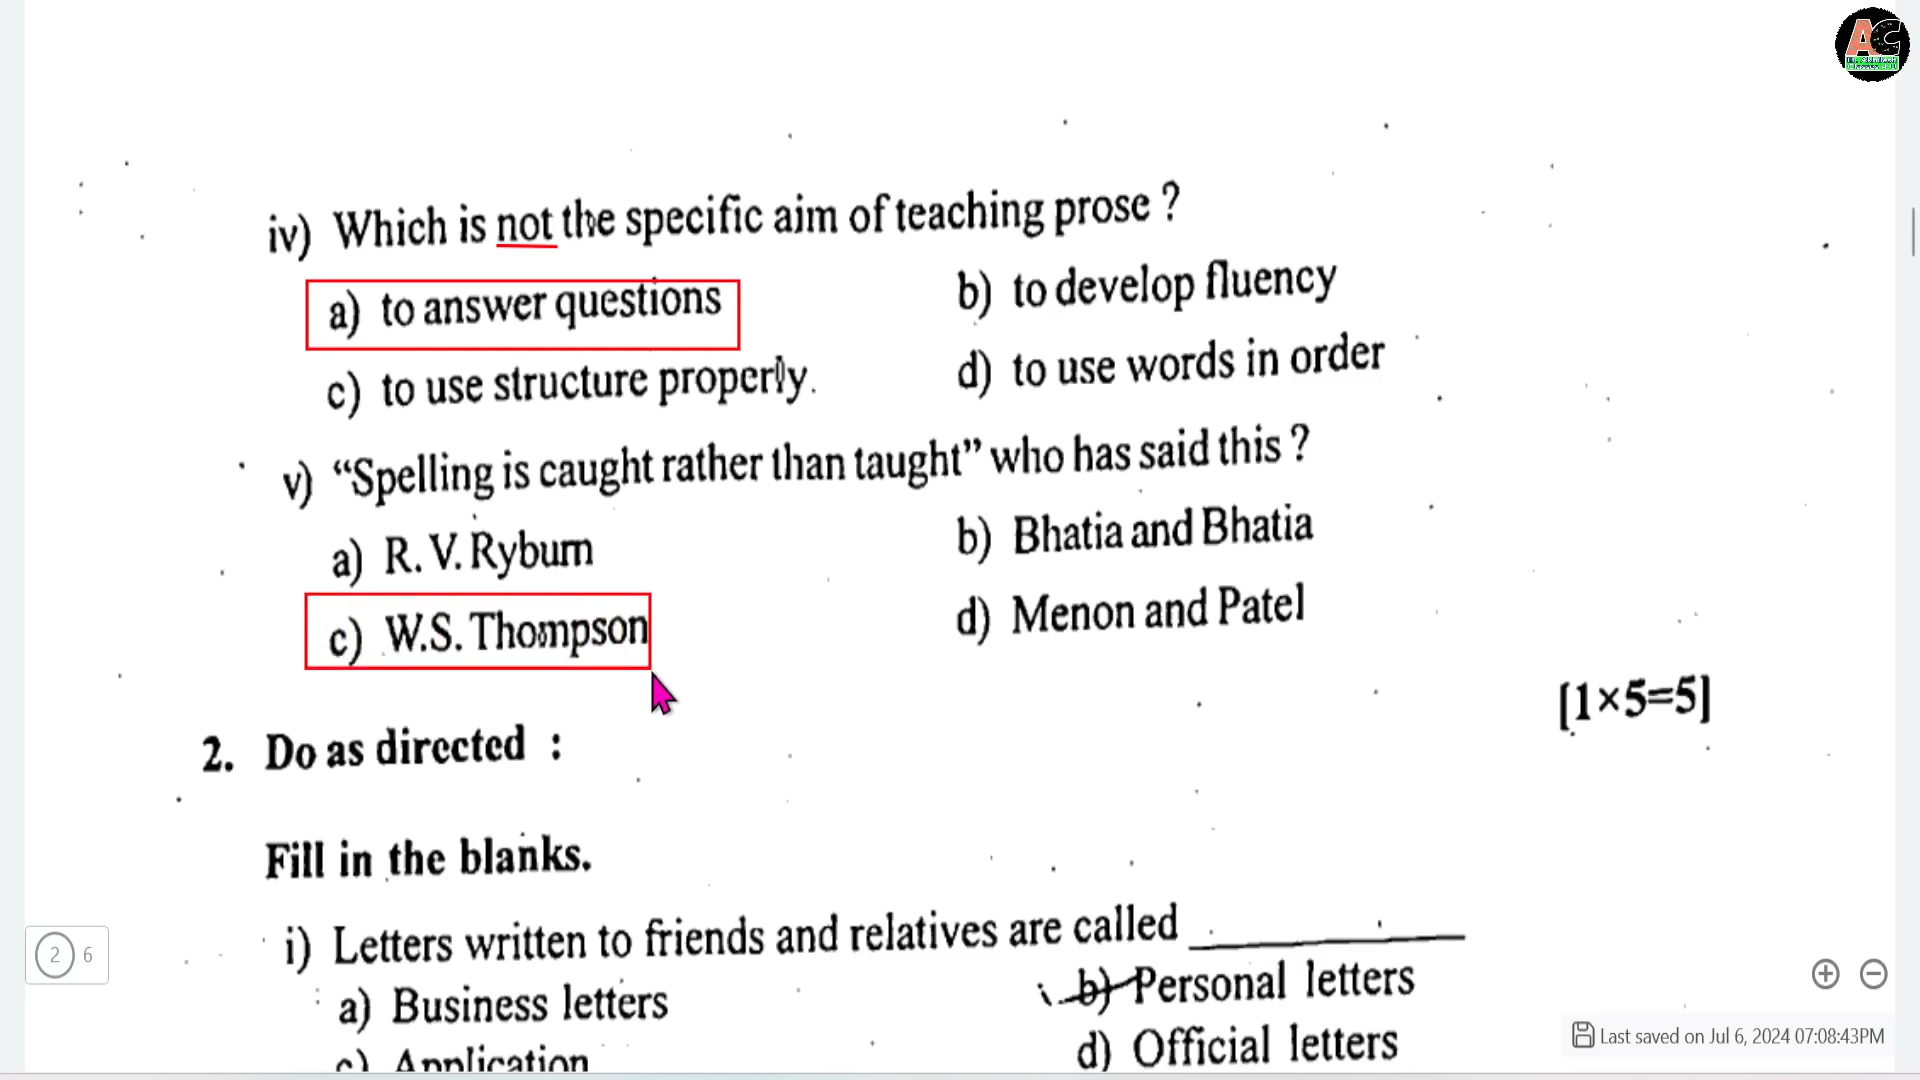 AC
iv) Which is not the specific aim of teaching prose ?
a) to answer questions
b) to develop fluency
c) to use structure properly.
d) to use words in order
v) “Spelling is caught rather than taught” who has said this ?
a) R. V. Ryburn
b) Bhatia and Bhatia
c) W.S. Thompson
d) Menon and Patel
[1×5=5]
2. Do as directed :
Fill in the blanks.
i) Letters written to friends and relatives are called ____________
a) Business letters
b) Personal letters
c) Application
d) Official letters
2 6
Last saved on Jul 6, 2024 07:08:43PM